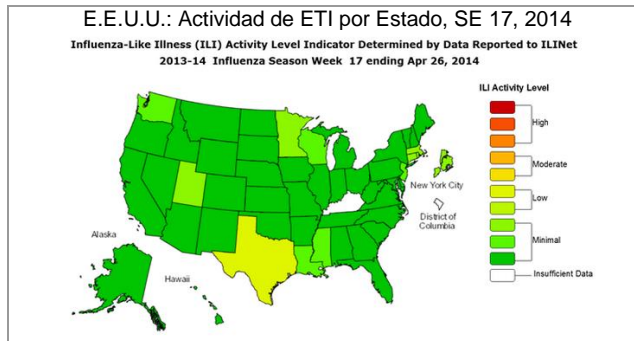 E.E.U.U.: Actividad de ETI por Estado, SE 17, 2014
Influenza-Like Illness (ILI) Activity Level Indicator Determined by Data Reported to ILINet
2013-14 Influenza Season Week 17 ending Apr 26, 2014
ILI Activity Level
High
Moderate
Low
Minimal
Insufficient Data
New York City
District of
Columbia
Alaska
Hawaii